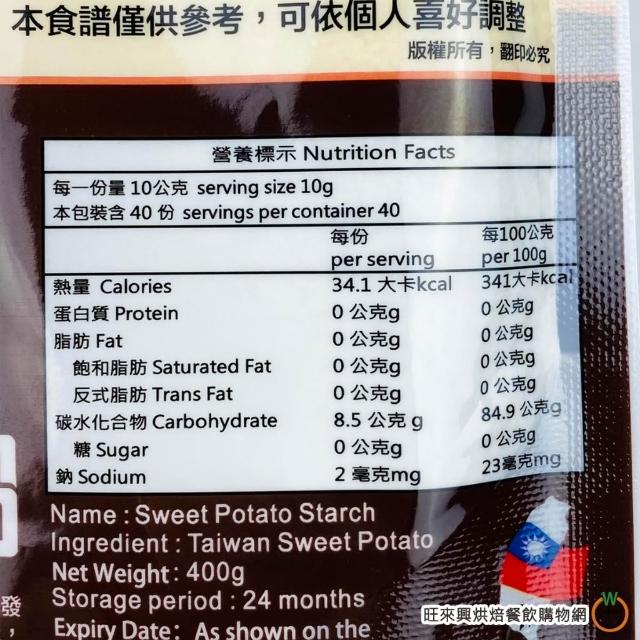 本食譜僅供參考，可依個人喜好調整
版權所有，翻印必究
營養標示 Nutrition Facts
每一份量 10公克 serving size 10g
本包裝含 40 份 servings per container 40
每份 每100公克
per serving per 100g
熱量 Calories 34.1 大卡kcal 341大卡kcal
蛋白質 Protein 0 公克g 0 公克g
脂肪 Fat 0 公克g 0 公克g
飽和脂肪 Saturated Fat 0 公克g 0 公克g
反式脂肪 Trans Fat 0 公克g 0 公克g
碳水化合物 Carbohydrate 8.5 公克 g 84.9 公克g
糖 Sugar 0 公克g 0 公克g
鈉 Sodium 2 毫克mg 23毫克mg
Name : Sweet Potato Starch
Ingredient : Taiwan Sweet Potato
Net Weight : 400g
Storage period : 24 months
發，
Expiry Date: As shown on the
旺來興烘焙餐飲購物網
W